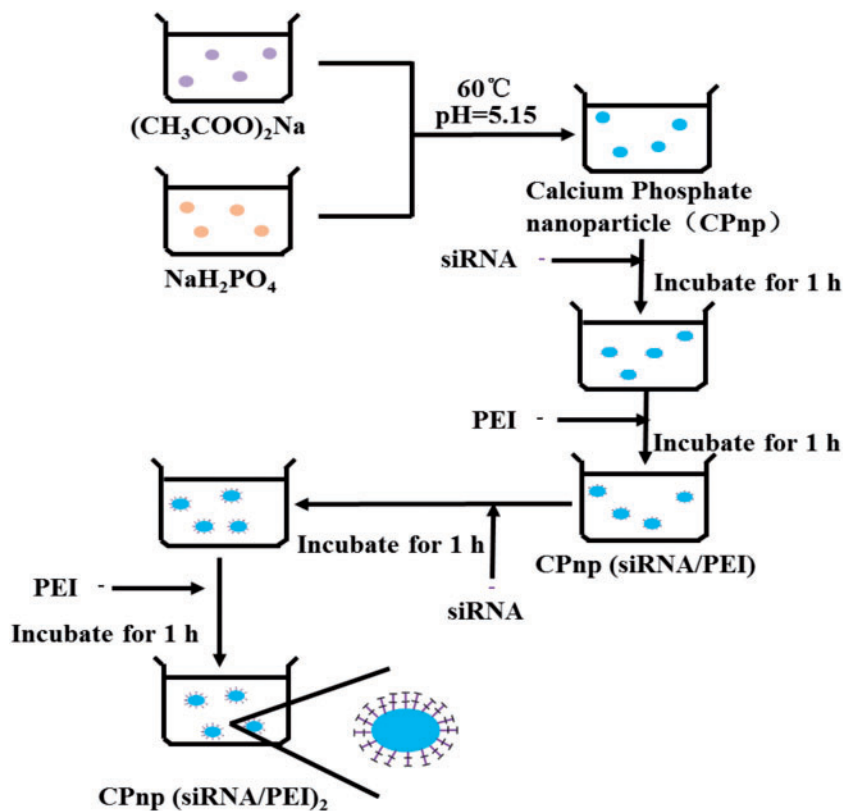 (CH₃COO)₂Na
NaH₂PO₄
60℃
pH=5.15
Calcium Phosphate
nanoparticle（CPnp）
siRNA
Incubate for 1 h
PEI
Incubate for 1 h
CPnp (siRNA/PEI)
Incubate for 1 h
siRNA
PEI
Incubate for 1 h
CPnp (siRNA/PEI)₂